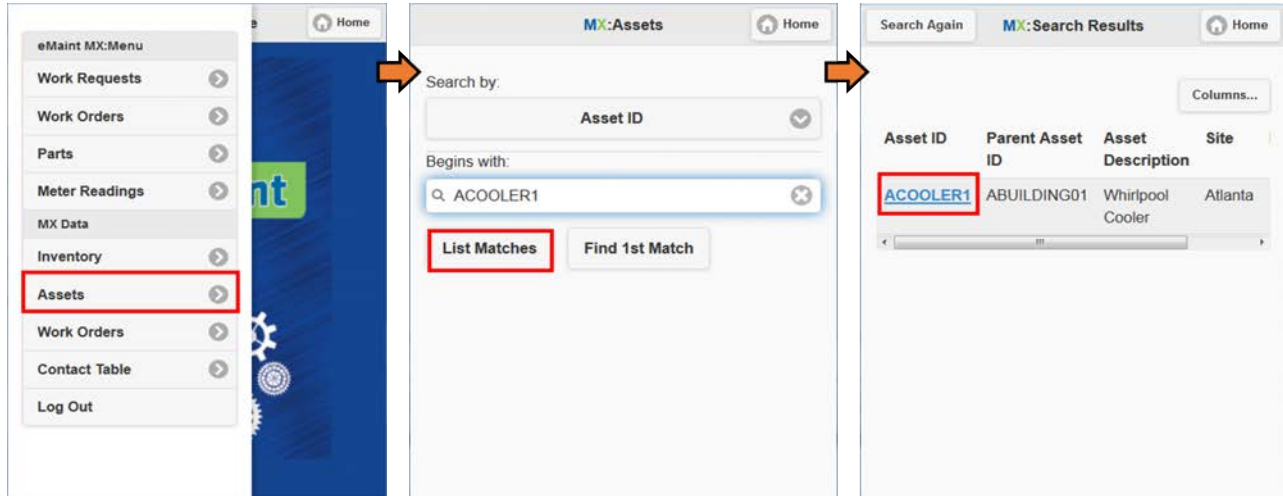 e
Home
eMaint MX:Menu
Work Requests
Work Orders
Parts
Meter Readings
MX Data
Inventory
Assets
Work Orders
Contact Table
Log Out
nt
MX:Assets
Home
Search by:
Asset ID
Begins with:
ACOOLER1
List Matches
Find 1st Match
Search Again
MX:Search Results
Home
Columns...
Asset ID Parent Asset ID Asset Description Site
ACOOLER1 ABUILDING01 Whirlpool Cooler Atlanta